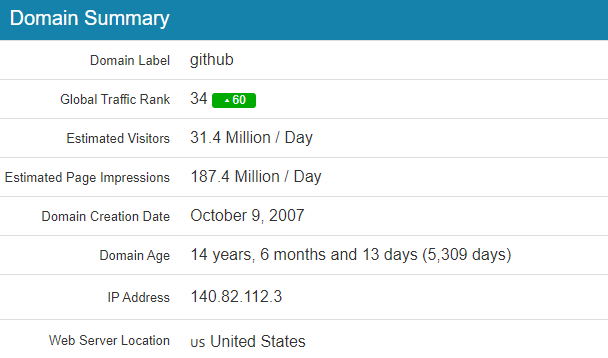 Domain Summary
Domain Label github
Global Traffic Rank 34 ▲ 60
Estimated Visitors 31.4 Million / Day
Estimated Page Impressions 187.4 Million / Day
Domain Creation Date October 9, 2007
Domain Age 14 years, 6 months and 13 days (5,309 days)
IP Address 140.82.112.3
Web Server Location US United States